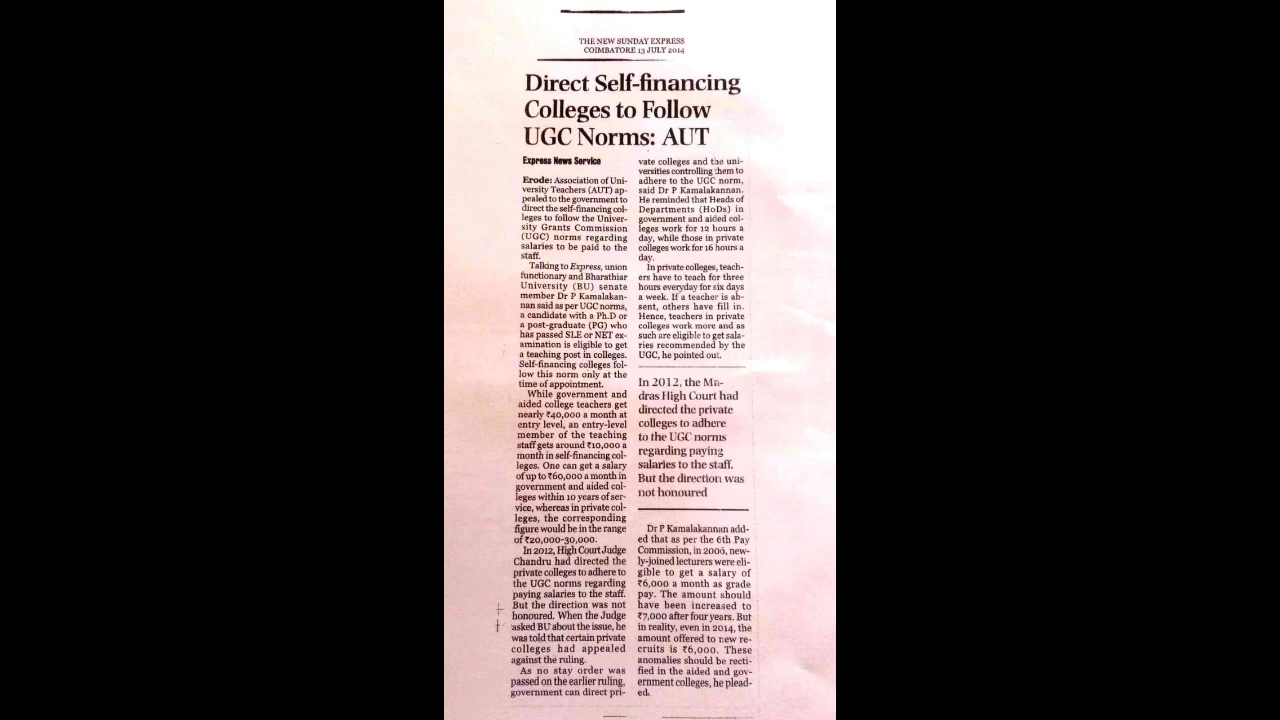 THE NEW SUNDAY EXPRESS
COIMBATORE 13 JULY 2014
Direct Self-financing
Colleges to Follow
UGC Norms: AUT
Express News Service
Erode: Association of Uni-
versity Teachers (AUT) ap-
pealed to the government to
direct the self-financing col-
leges to follow the Univer-
sity Grants Commission
(UGC) norms regarding
salaries to be paid to the
staff.
Talking to Express, union
functionary and Bharathiar
University (BU) senate
member Dr P Kamalakan-
nan said as per UGC norms,
a candidate with a Ph.D or
a post-graduate (PG) who
has passed SLE or NET ex-
amination is eligible to get
a teaching post in colleges.
Self-financing colleges fol-
low this norm only at the
time of appointment.
While government and
aided college teachers get
nearly ₹40,000 a month at
entry level, an entry-level
member of the teaching
staff gets around ₹10,000 a
month in self-financing col-
leges. One can get a salary
of up to ₹60,000 a month in
government and aided col-
leges within 10 years of ser-
vice, whereas in private col-
leges, the corresponding
figure would be in the range
of ₹20,000-30,000.
In 2012, High Court Judge
Chandru had directed the
private colleges to adhere to
the UGC norms regarding
paying salaries to the staff.
But the direction was not
honoured. When the Judge
asked BU about the issue, he
was told that certain private
colleges had appealed
against the ruling.
As no stay order was
passed on the earlier ruling,
government can direct pri-
vate colleges and the uni-
versities controlling them to
adhere to the UGC norm,
said Dr P Kamalakannan.
He reminded that Heads of
Departments (HoDs) in
government and aided col-
leges work for 12 hours a
day, while those in private
colleges work for 16 hours a
day.
In private colleges, teach-
ers have to teach for three
hours everyday for six days
a week. If a teacher is ab-
sent, others have fill in.
Hence, teachers in private
colleges work more and as
such are eligible to get sala-
ries recommended by the
UGC, he pointed out.
In 2012, the Ma-
dras High Court had
directed the private
colleges to adhere
to the UGC norms
regarding paying
salaries to the staff.
But the direction was
not honoured
Dr P Kamalakannan add-
ed that as per the 6th Pay
Commission, in 2006, new-
ly-joined lecturers were eli-
gible to get a salary of
₹6,000 a month as grade
pay. The amount should
have been increased to
₹7,000 after four years. But
in reality, even in 2014, the
amount offered to new re-
cruits is ₹6,000. These
anomalies should be recti-
fied in the aided and gov-
ernment colleges, he plead-
ed.